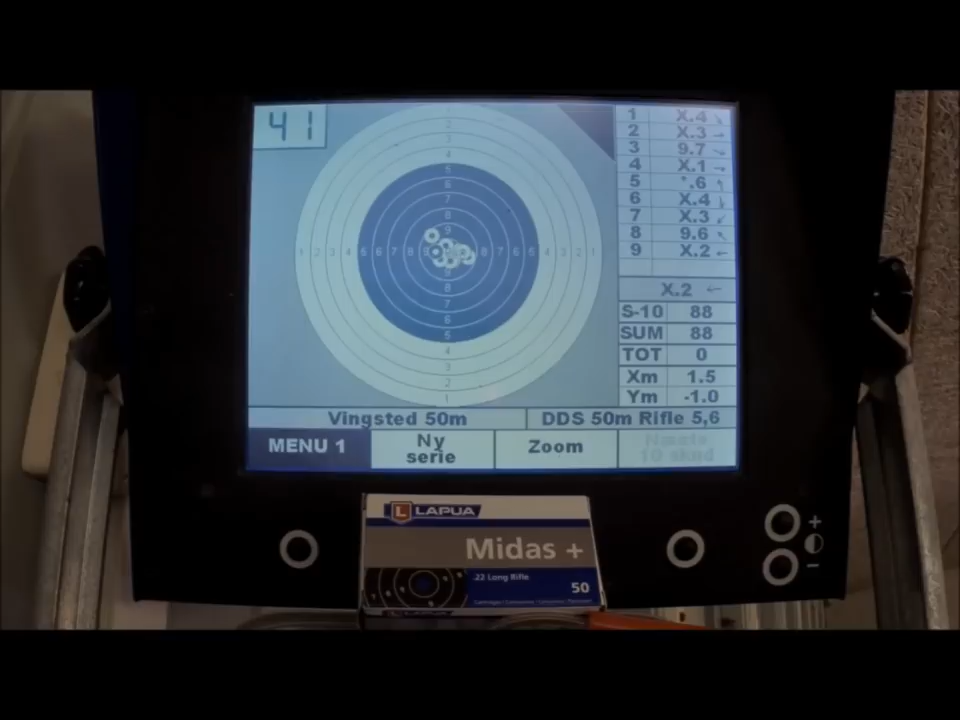 41
1 X.4
2 X.3
3 9.7
4 X.1
5 *.6
6 X.4
7 X.3
8 9.6
9 X.2
X.2
S-10 88
SUM 88
TOT 0
Xm 1.5
Ym -1.0
Vingsted 50m DDS 50m Rifle 5,6
MENU 1 Ny serie Zoom
L LAPUA
Midas +
.22 Long Rifle
50
LAPUA